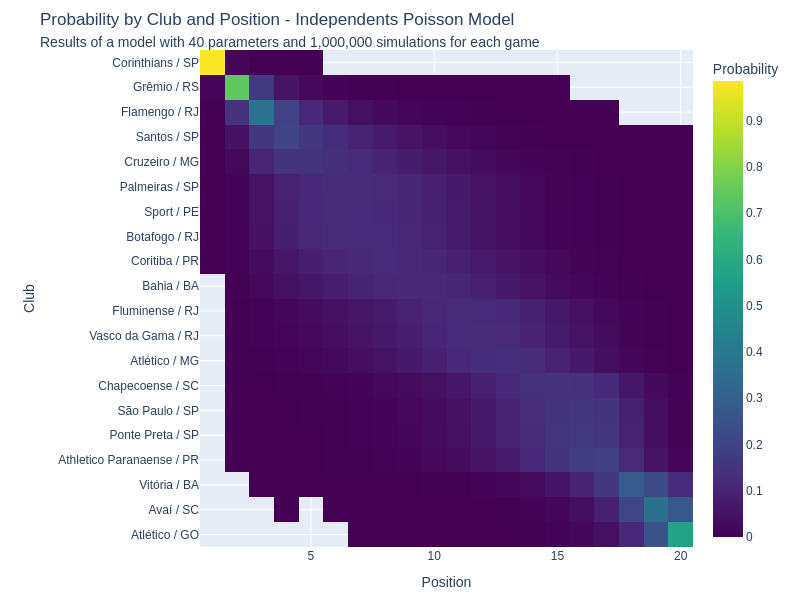 Probability by Club and Position - Independents Poisson Model
Results of a model with 40 parameters and 1,000,000 simulations for each game
Probability
Corinthians / SP
Grêmio / RS
Flamengo / RJ
Santos / SP
Cruzeiro / MG
Palmeiras / SP
Sport / PE
Botafogo / RJ
Coritiba / PR
Bahia / BA
Fluminense / RJ
Vasco da Gama / RJ
Atlético / MG
Chapecoense / SC
São Paulo / SP
Ponte Preta / SP
Athletico Paranaense / PR
Vitória / BA
Avaí / SC
Atlético / GO
Club
5
10
15
20
Position
0.9
0.8
0.7
0.6
0.5
0.4
0.3
0.2
0.1
0